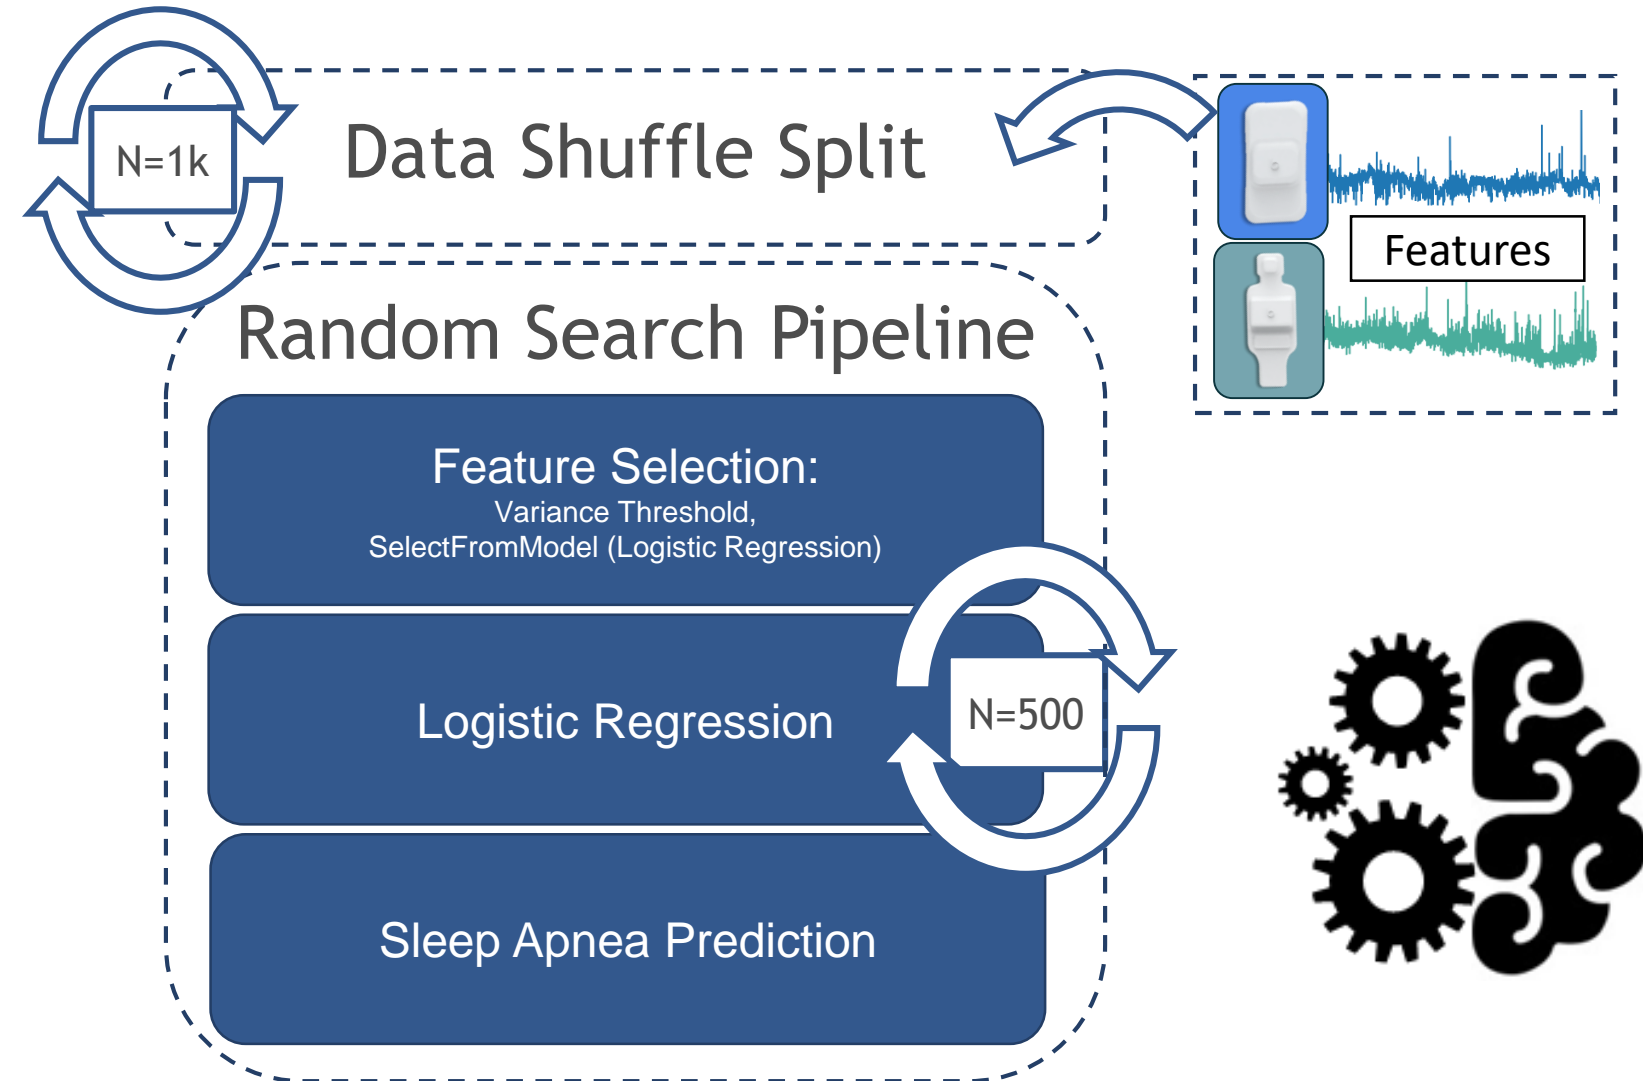 N=1k
Data Shuffle Split
Features
Random Search Pipeline
Feature Selection:
Variance Threshold,
SelectFromModel (Logistic Regression)
Logistic Regression
N=500
Sleep Apnea Prediction